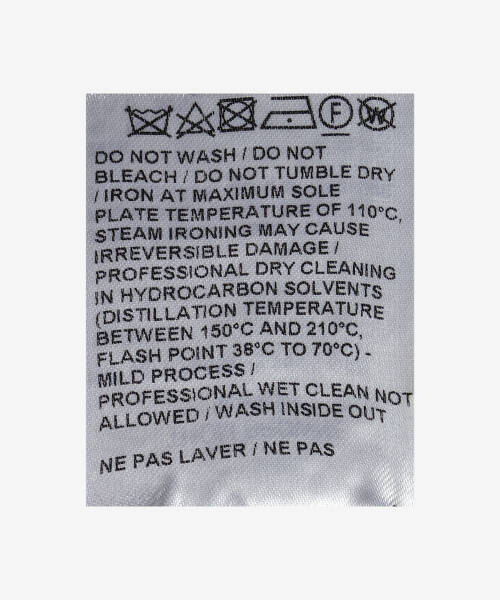 F W
DO NOT WASH / DO NOT
BLEACH / DO NOT TUMBLE DRY
/ IRON AT MAXIMUM SOLE
PLATE TEMPERATURE OF 110°C,
STEAM IRONING MAY CAUSE
IRREVERSIBLE DAMAGE /
PROFESSIONAL DRY CLEANING
IN HYDROCARBON SOLVENTS
(DISTILLATION TEMPERATURE
BETWEEN 150°C AND 210°C,
FLASH POINT 38°C TO 70°C) -
MILD PROCESS /
PROFESSIONAL WET CLEAN NOT
ALLOWED / WASH INSIDE OUT
NE PAS LAVER / NE PAS